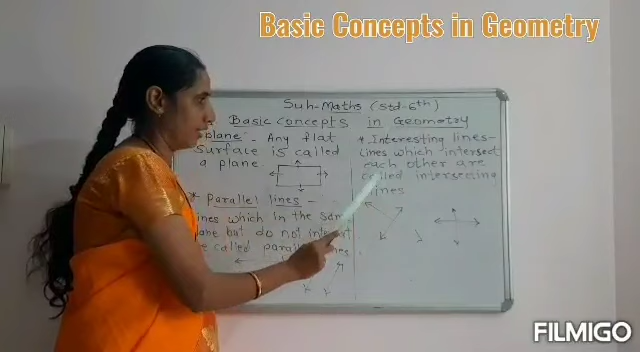 Basic Concepts in Geometry
Sub-Maths (Std-6th)
Basic Concepts in Geometry
plane :- Any flat
Surface is called
a plane.
* Parallel lines -
lines which in the same
plane but do not intersect
are called parallel lines.
* Interesting lines-
Lines which intersect
each other are
called intersecting
lines
FILMIGO